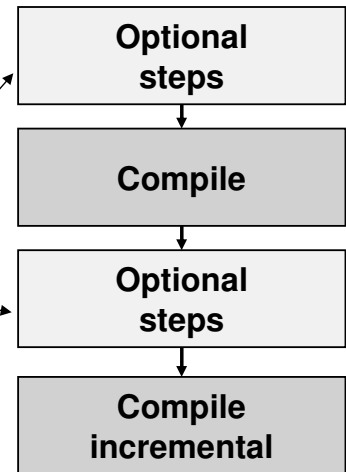 Optional
steps
Compile
Optional
steps
Compile
incremental